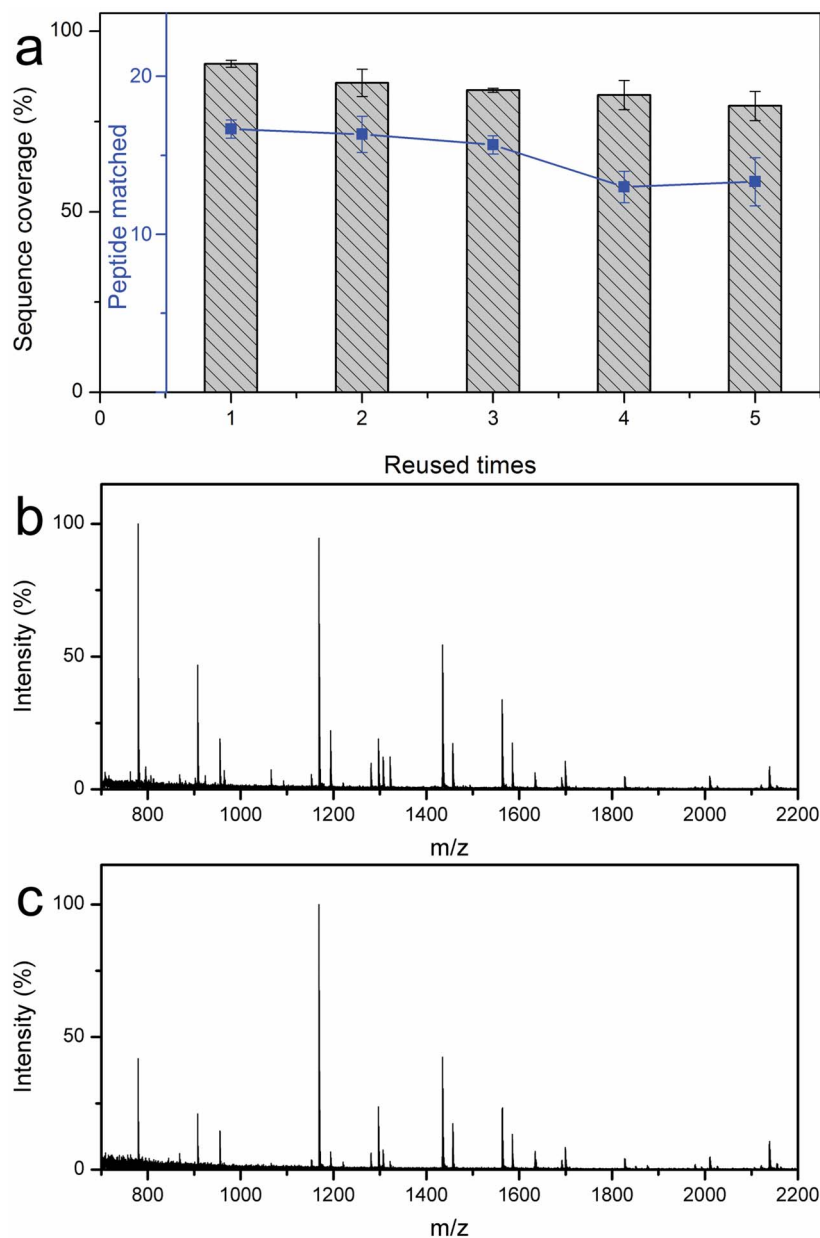 a
Sequence coverage (%)
100
50
0
Peptide matched
20
10
0 1 2 3 4 5
Reused times
b
Intensity (%)
100
50
0
800 1000 1200 1400 1600 1800 2000 2200
m/z
c
Intensity (%)
100
50
0
800 1000 1200 1400 1600 1800 2000 2200
m/z